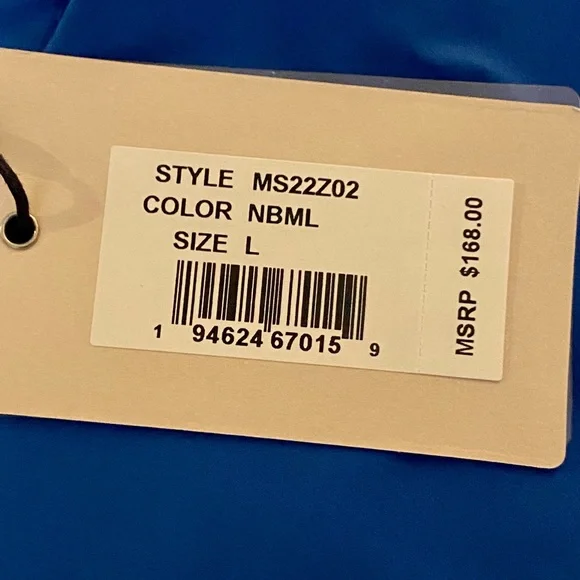 STYLE MS22Z02
COLOR NBML
SIZE L
1 94624 67015 9
MSRP $168.00